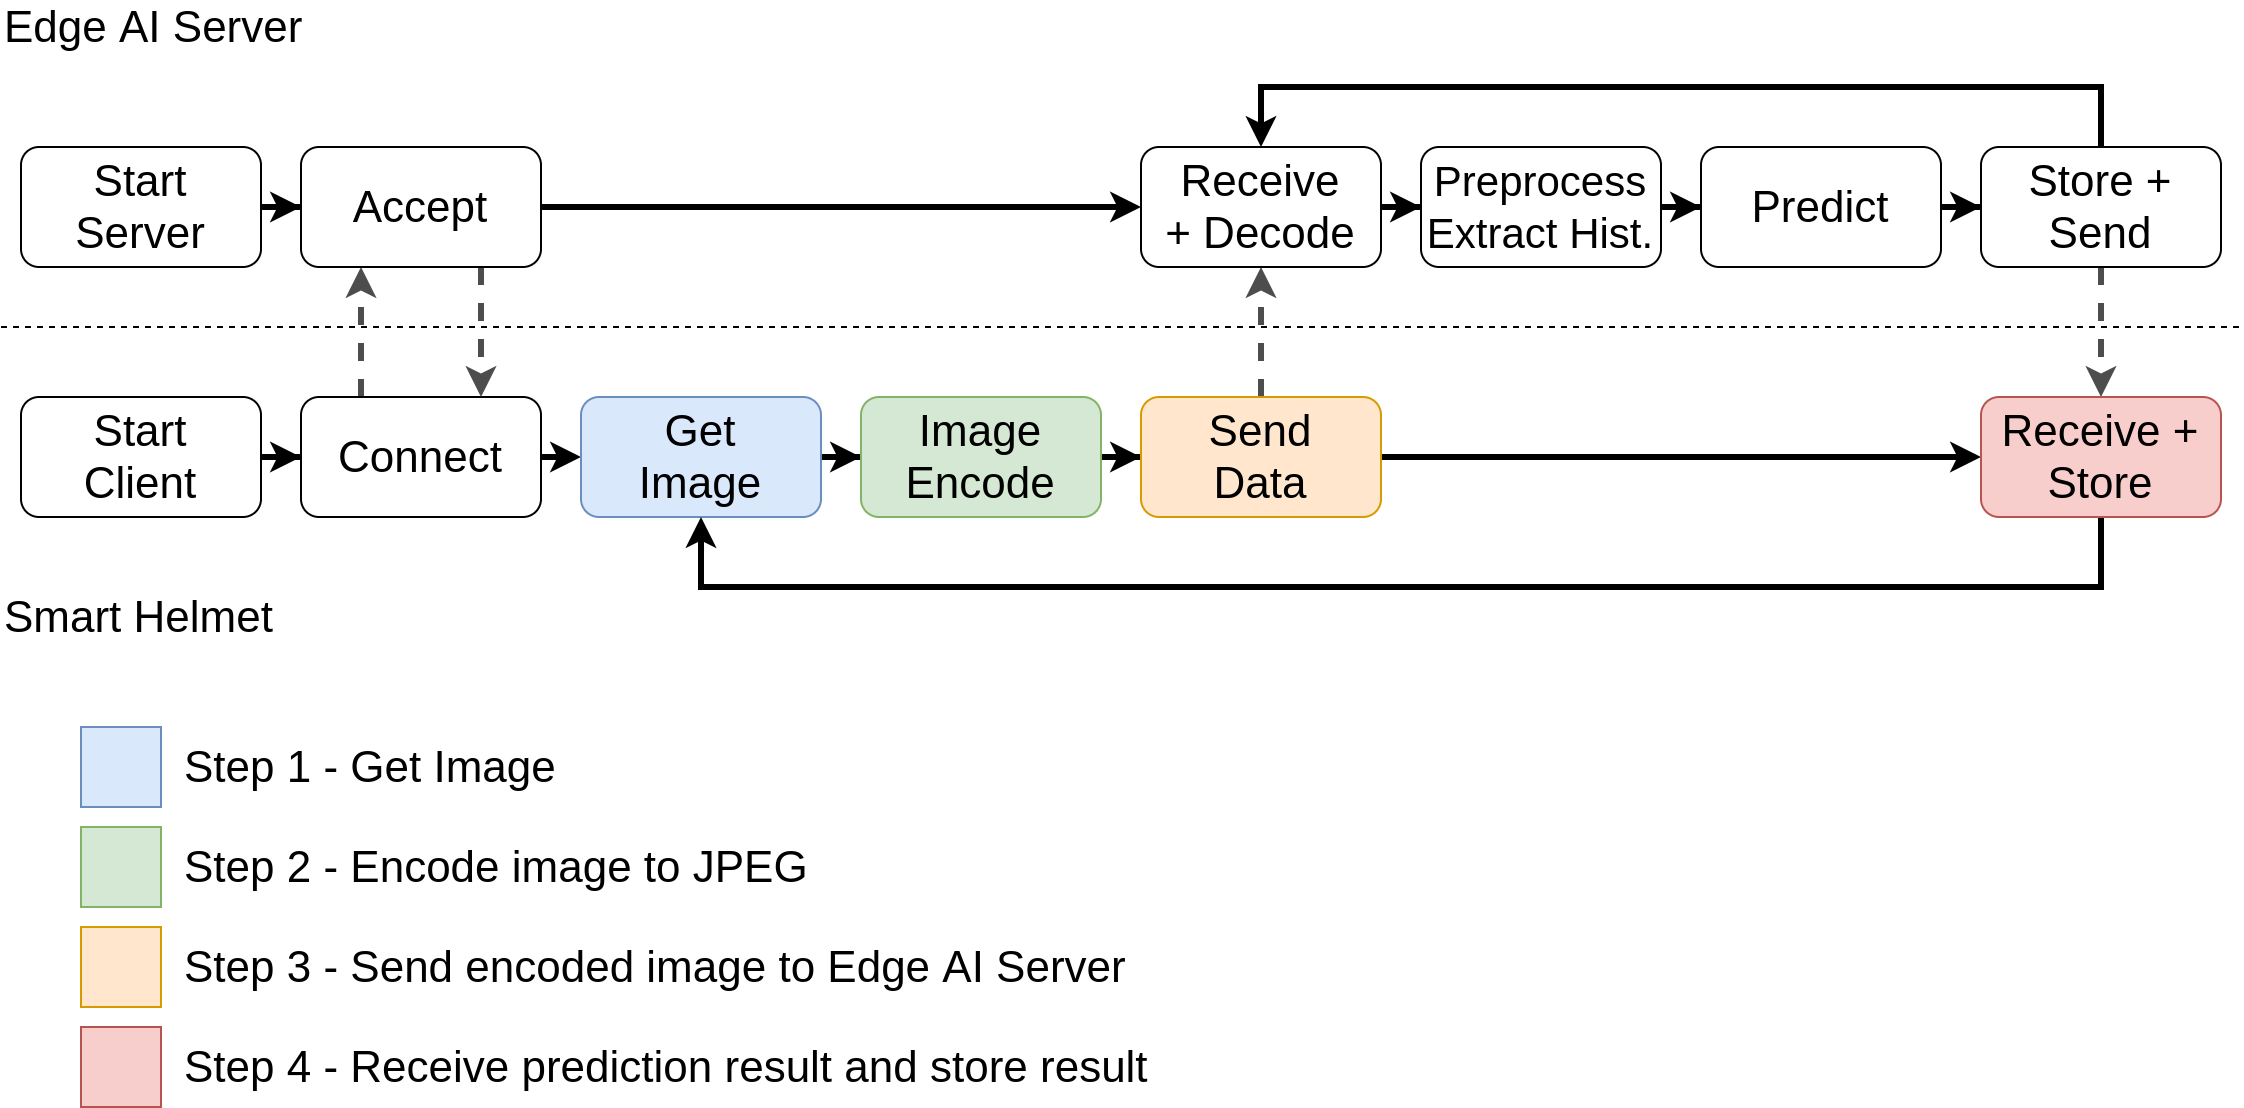 Edge AI Server
Start
Server
Accept
Receive
+ Decode
Preprocess
Extract Hist.
Predict
Store +
Send
Start
Client
Connect
Get
Image
Image
Encode
Send
Data
Receive +
Store
Smart Helmet
Step 1 - Get Image
Step 2 - Encode image to JPEG
Step 3 - Send encoded image to Edge AI Server
Step 4 - Receive prediction result and store result